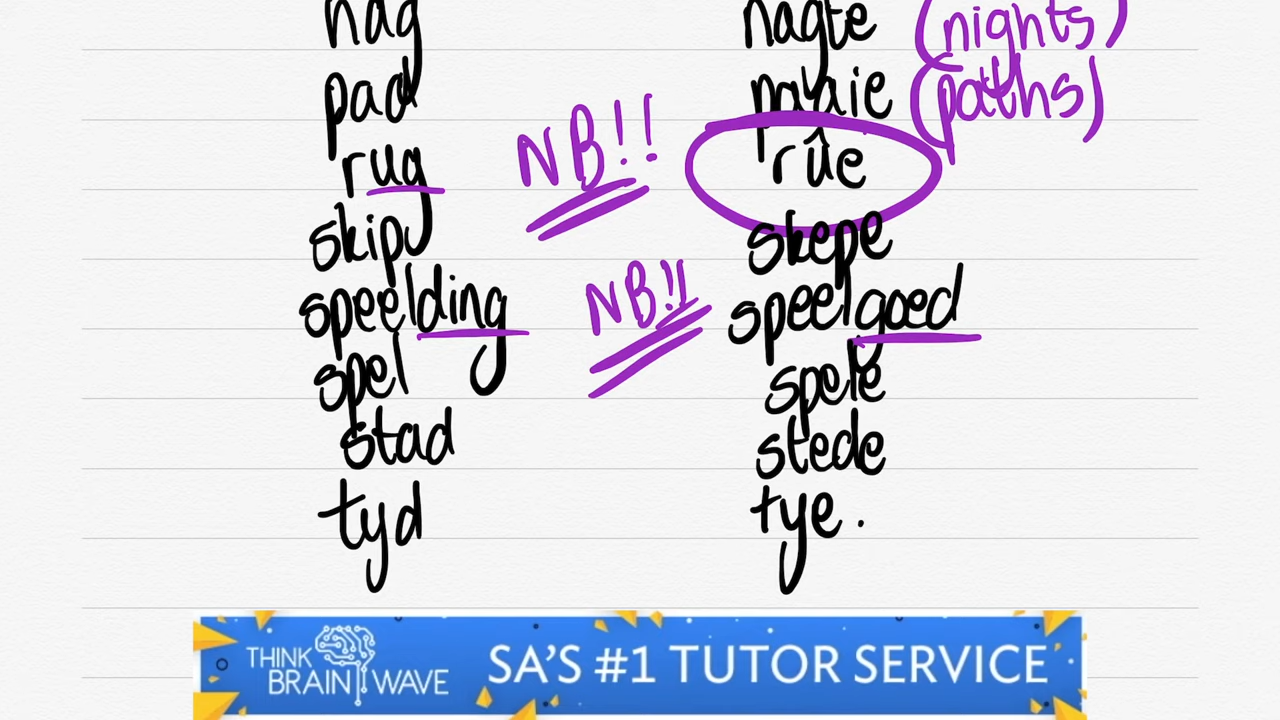 nag nagte (nights)
pad paaie (paths)
rug NB!! rûe
skip skepe
speelding NB!! speelgoed
spel spele
stad stede
tyd tye.
THINK BRAIN WAVE SA'S #1 TUTOR SERVICE